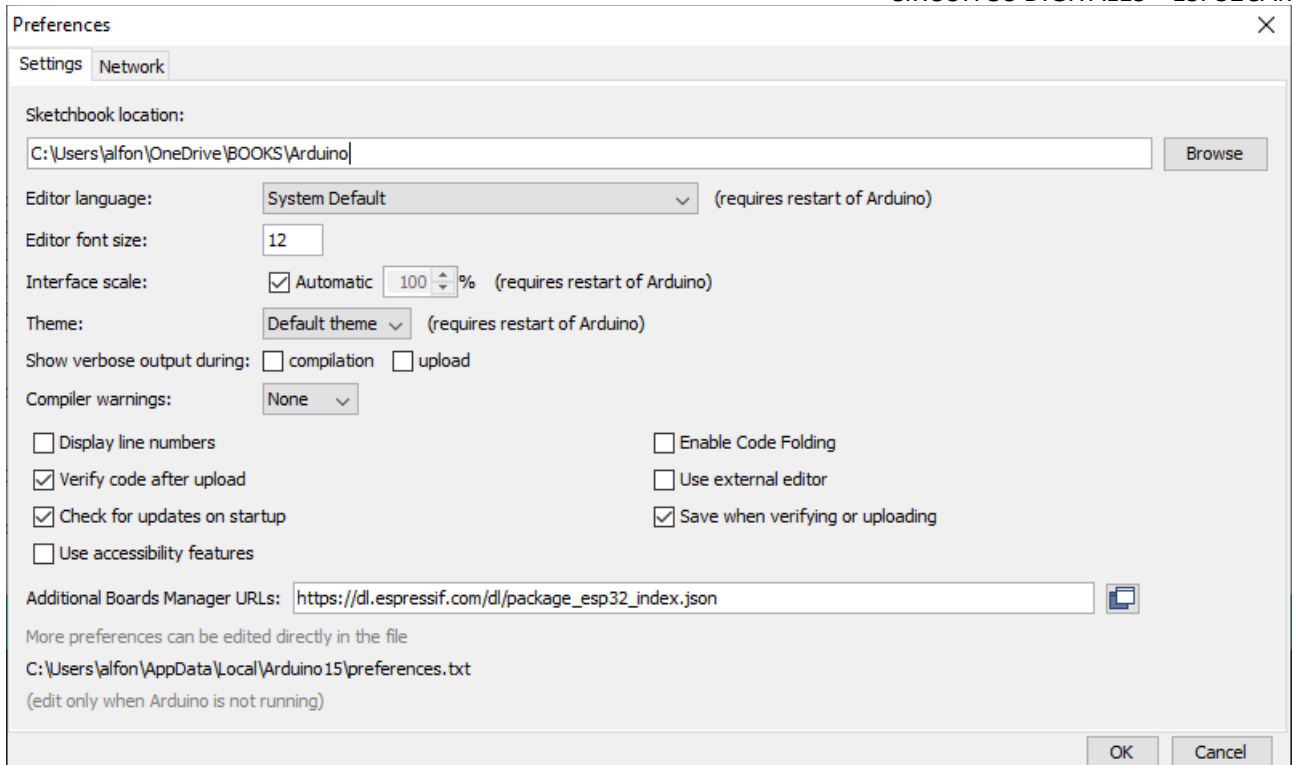 Preferences
Settings Network
Sketchbook location:
C:\Users\alfon\OneDrive\BOOKS\Arduino Browse
Editor language: System Default (requires restart of Arduino)
Editor font size: 12
Interface scale: Automatic 100 % (requires restart of Arduino)
Theme: Default theme (requires restart of Arduino)
Show verbose output during: compilation upload
Compiler warnings: None
Display line numbers Enable Code Folding
Verify code after upload Use external editor
Check for updates on startup Save when verifying or uploading
Use accessibility features
Additional Boards Manager URLs: https://dl.espressif.com/dl/package_esp32_index.json
More preferences can be edited directly in the file
C:\Users\alfon\AppData\Local\Arduino15\preferences.txt
(edit only when Arduino is not running)
OK Cancel